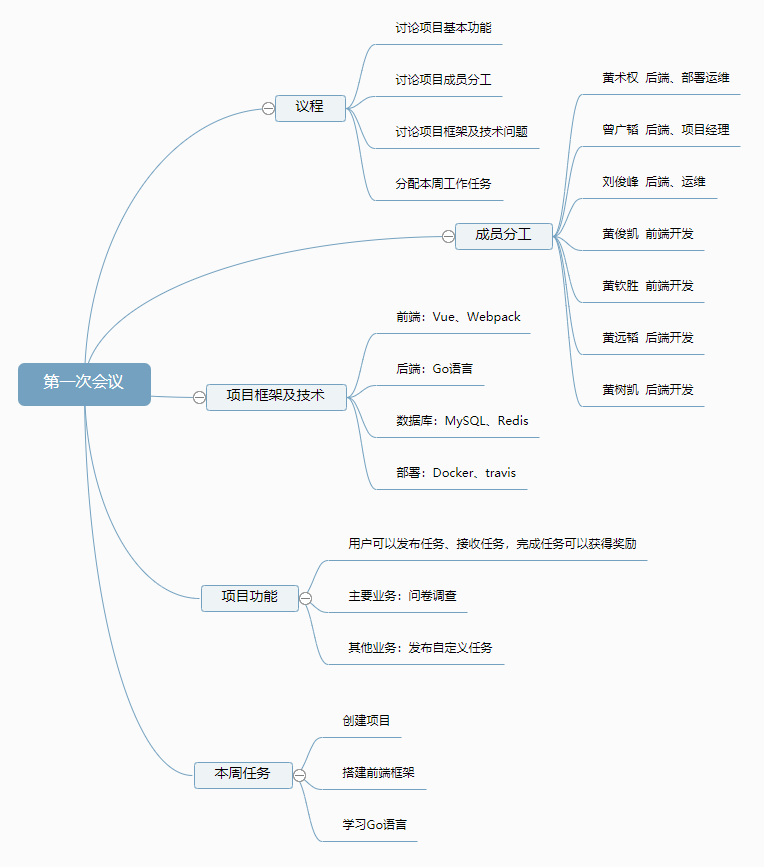 第一次会议
议程
讨论项目基本功能
讨论项目成员分工
讨论项目框架及技术问题
分配本周工作任务
成员分工
黄术权 后端、部署运维
曾广韬 后端、项目经理
刘俊峰 后端、运维
黄俊凯 前端开发
黄钦胜 前端开发
黄远韬 后端开发
黄树凯 后端开发
项目框架及技术
前端：Vue、Webpack
后端：Go语言
数据库：MySQL、Redis
部署：Docker、travis
项目功能
用户可以发布任务、接收任务，完成任务可以获得奖励
主要业务：问卷调查
其他业务：发布自定义任务
本周任务
创建项目
搭建前端框架
学习Go语言